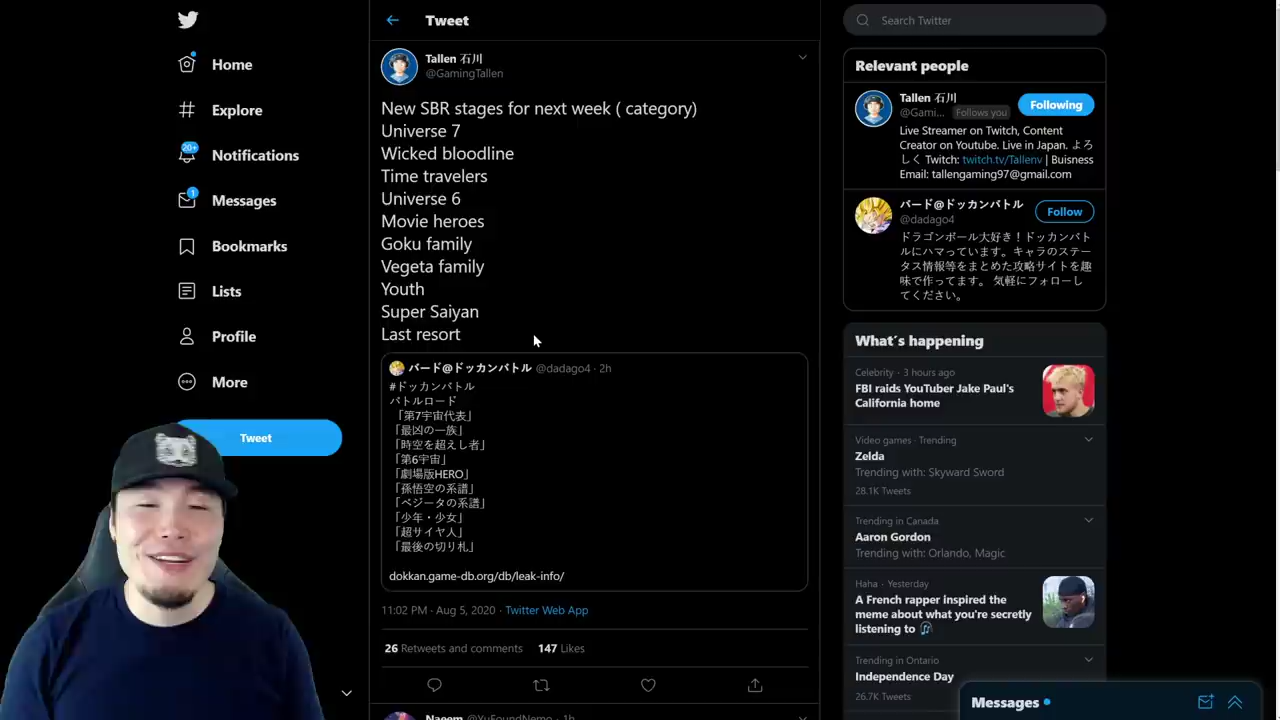 Home
Explore
20+
Notifications
1
Messages
Bookmarks
Lists
Profile
More
Tweet
Tweet
Tallen 石川
@GamingTallen
New SBR stages for next week ( category)
Universe 7
Wicked bloodline
Time travelers
Universe 6
Movie heroes
Goku family
Vegeta family
Youth
Super Saiyan
Last resort
バード@ドッカンバトル @dadago4 · 2h
#ドッカンバトル
バトルロード
「第7宇宙代表」
「最凶の一族」
「時空を超えし者」
「第6宇宙」
「劇場版HERO」
「孫悟空の系譜」
「ベジータの系譜」
「少年・少女」
「超サイヤ人」
「最後の切り札」
dokkan.game-db.org/db/leak-info/
11:02 PM · Aug 5, 2020 · Twitter Web App
26 Retweets and comments 147 Likes
Naeem @YuFoundNemo · 1h
Search Twitter
Relevant people
Tallen 石川
@Gami... Follows you
Following
Live Streamer on Twitch, Content
Creator on Youtube. Live in Japan. よろ
しく Twitch: twitch.tv/Tallenv | Buisness
Email: tallengaming97@gmail.com
バード@ドッカンバトル
@dadago4
Follow
ドラゴンボール大好き！ドッカンバト
ルにハマっています。キャラのステー
タス情報等をまとめた攻略サイトを趣
味で作ってます。 気軽にフォローし
てください。
What's happening
Celebrity · 3 hours ago
FBI raids YouTuber Jake Paul's
California home
Video games · Trending
Zelda
Trending with: Skyward Sword
28.1K Tweets
Trending in Canada
Aaron Gordon
Trending with: Orlando, Magic
Haha · Yesterday
A French rapper inspired the
meme about what you're secretly
listening to
Trending in Ontario
Independence Day
26.7K Tweets
Messages